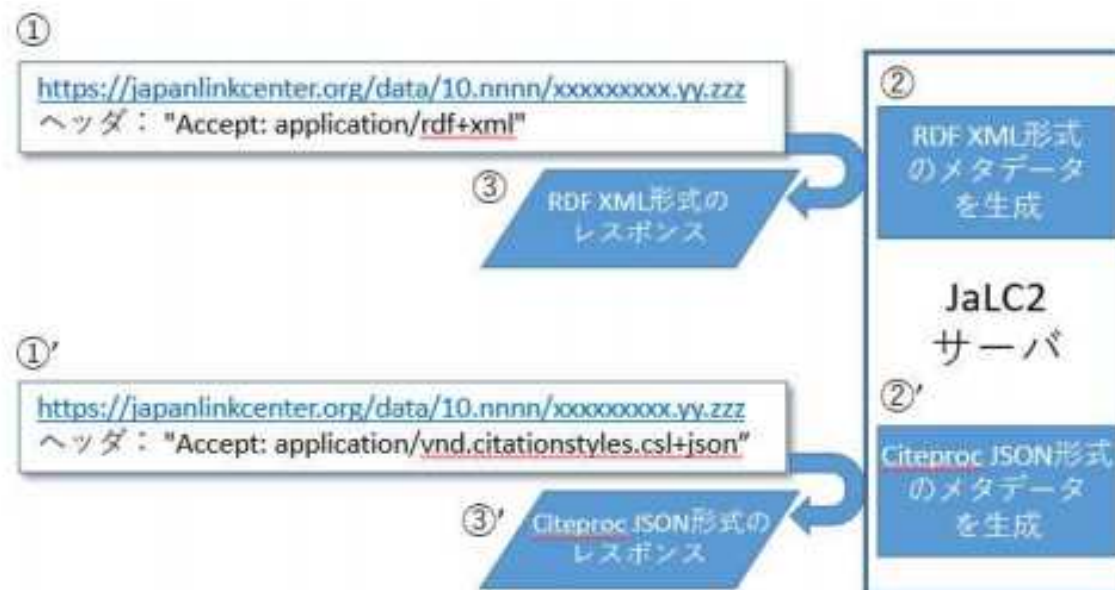 ①
https://japanlinkcenter.org/data/10.nnnn/xxxxxxxxx.yy.zzz
ヘッダ："Accept: application/rdf+xml"
②
RDF XML形式
のメタデータ
を生成
③
RDF XML形式の
レスポンス
JaLC2
サーバ
①'
https://japanlinkcenter.org/data/10.nnnn/xxxxxxxxx.yy.zzz
ヘッダ："Accept: application/vnd.citationstyles.csl+json"
②'
Citeproc JSON形式
のメタデータ
を生成
③'
Citeproc JSON形式の
レスポンス